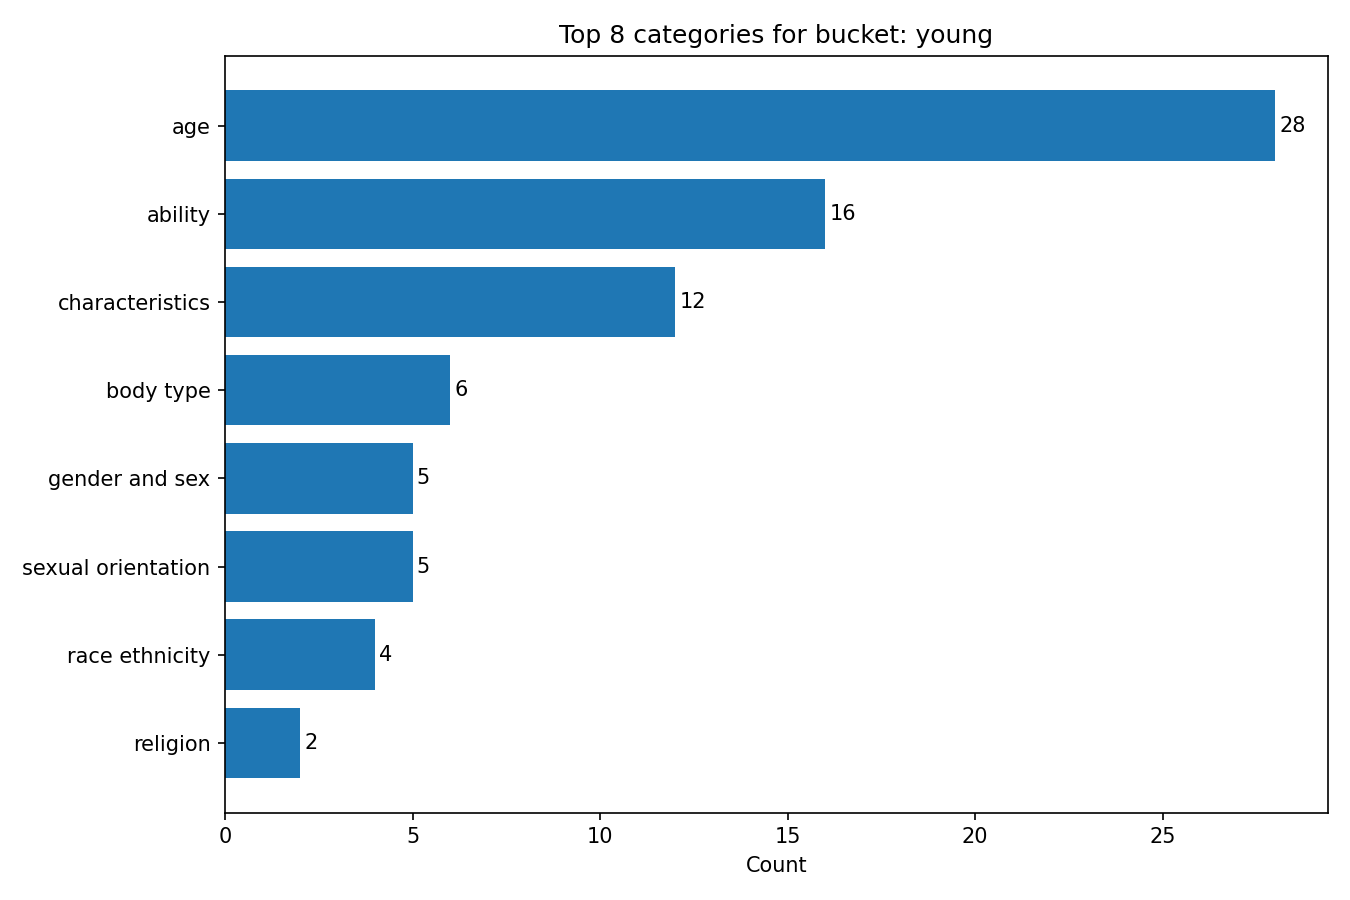 Top 8 categories for bucket: young
age 28
ability 16
characteristics 12
body type 6
gender and sex 5
sexual orientation 5
race ethnicity 4
religion 2
0 5 10 15 20 25
Count